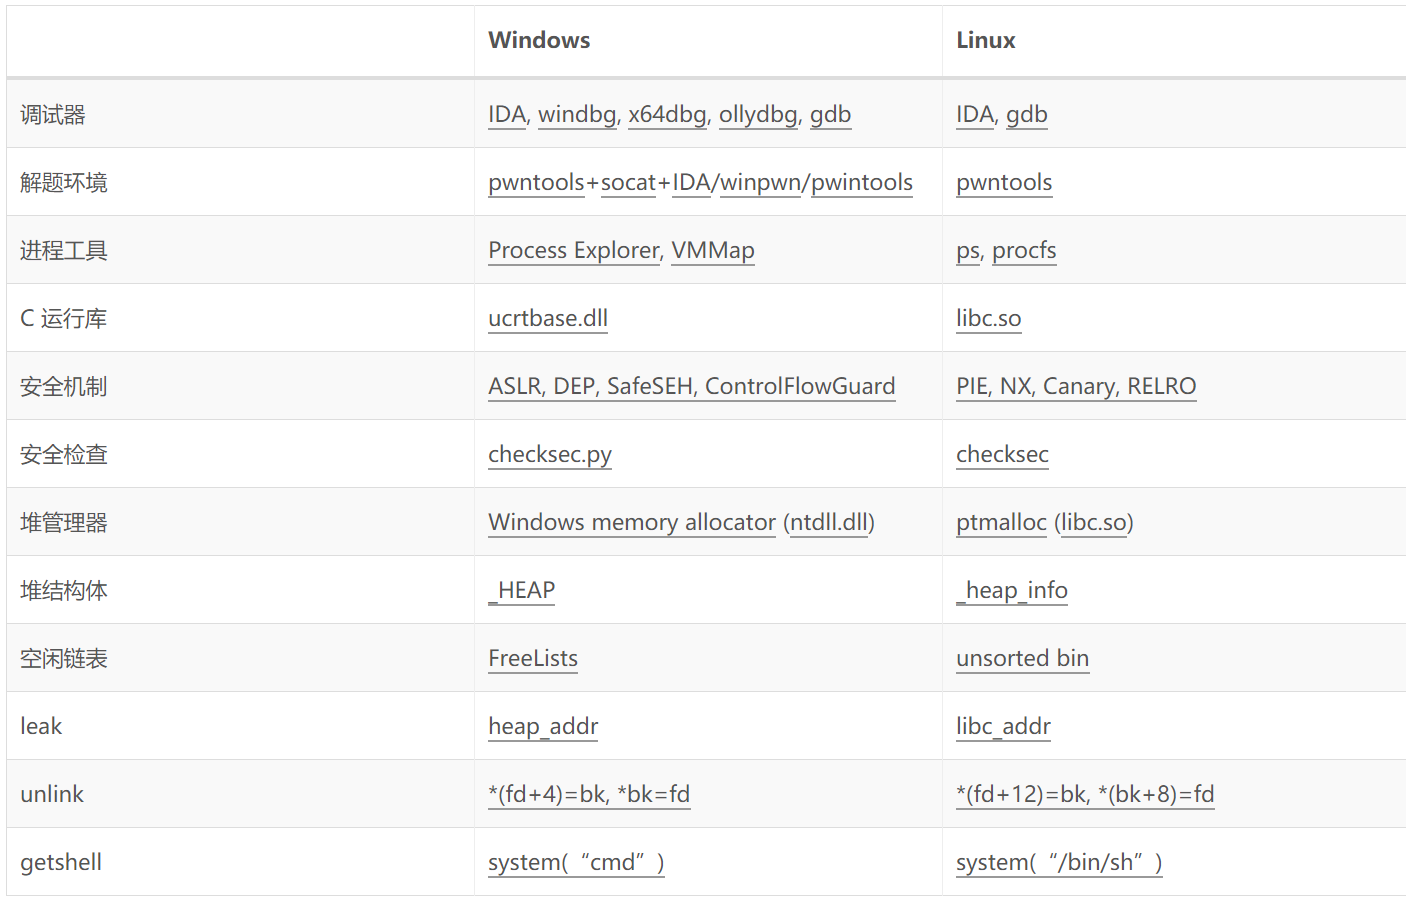 Windows Linux
调试器 IDA, windbg, x64dbg, ollydbg, gdb IDA, gdb
解题环境 pwntools+socat+IDA/winpwn/pwintools pwntools
进程工具 Process Explorer, VMMap ps, procfs
C 运行库 ucrtbase.dll libc.so
安全机制 ASLR, DEP, SafeSEH, ControlFlowGuard PIE, NX, Canary, RELRO
安全检查 checksec.py checksec
堆管理器 Windows memory allocator (ntdll.dll) ptmalloc (libc.so)
堆结构体 _HEAP _heap_info
空闲链表 FreeLists unsorted bin
leak heap_addr libc_addr
unlink *(fd+4)=bk, *bk=fd *(fd+12)=bk, *(bk+8)=fd
getshell system(“cmd”) system(“/bin/sh”)